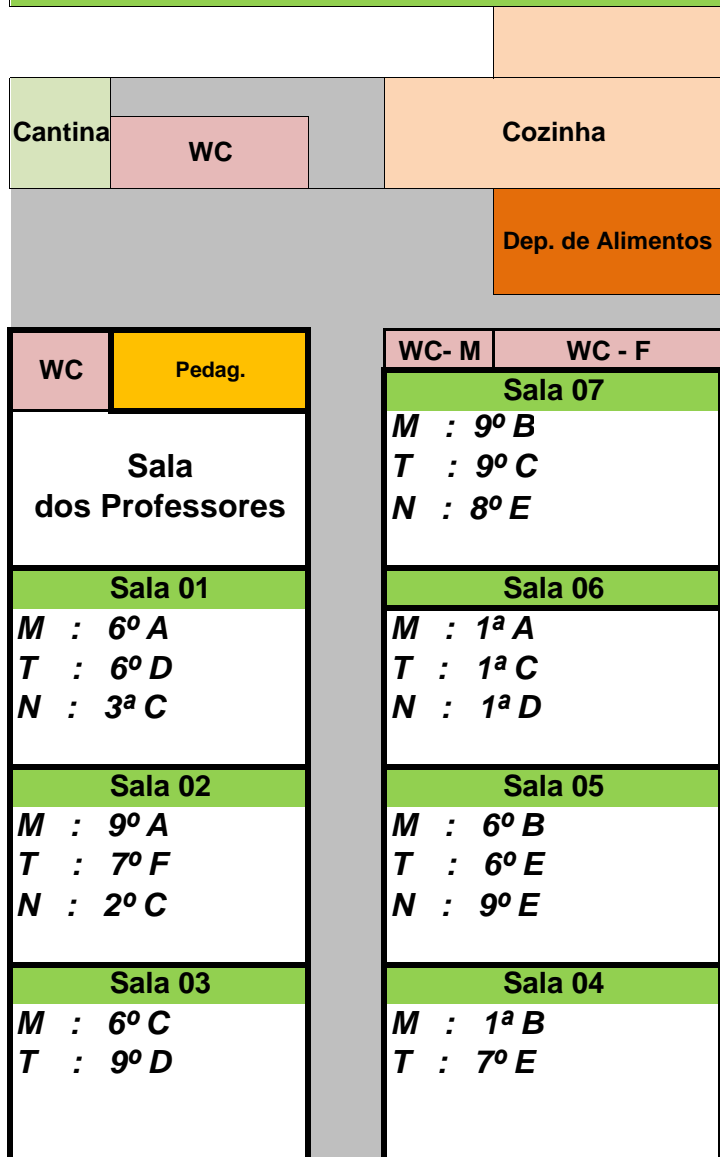 Cantina
WC
Cozinha
Dep. de Alimentos
WC
Pedag.
Sala
dos Professores
Sala 01
M : 6º A
T : 6º D
N : 3ª C
Sala 02
M : 9º A
T : 7º F
N : 2º C
Sala 03
M : 6º C
T : 9º D
WC- M
WC - F
Sala 07
M : 9º B
T : 9º C
N : 8º E
Sala 06
M : 1ª A
T : 1ª C
N : 1ª D
Sala 05
M : 6º B
T : 6º E
N : 9º E
Sala 04
M : 1ª B
T : 7º E